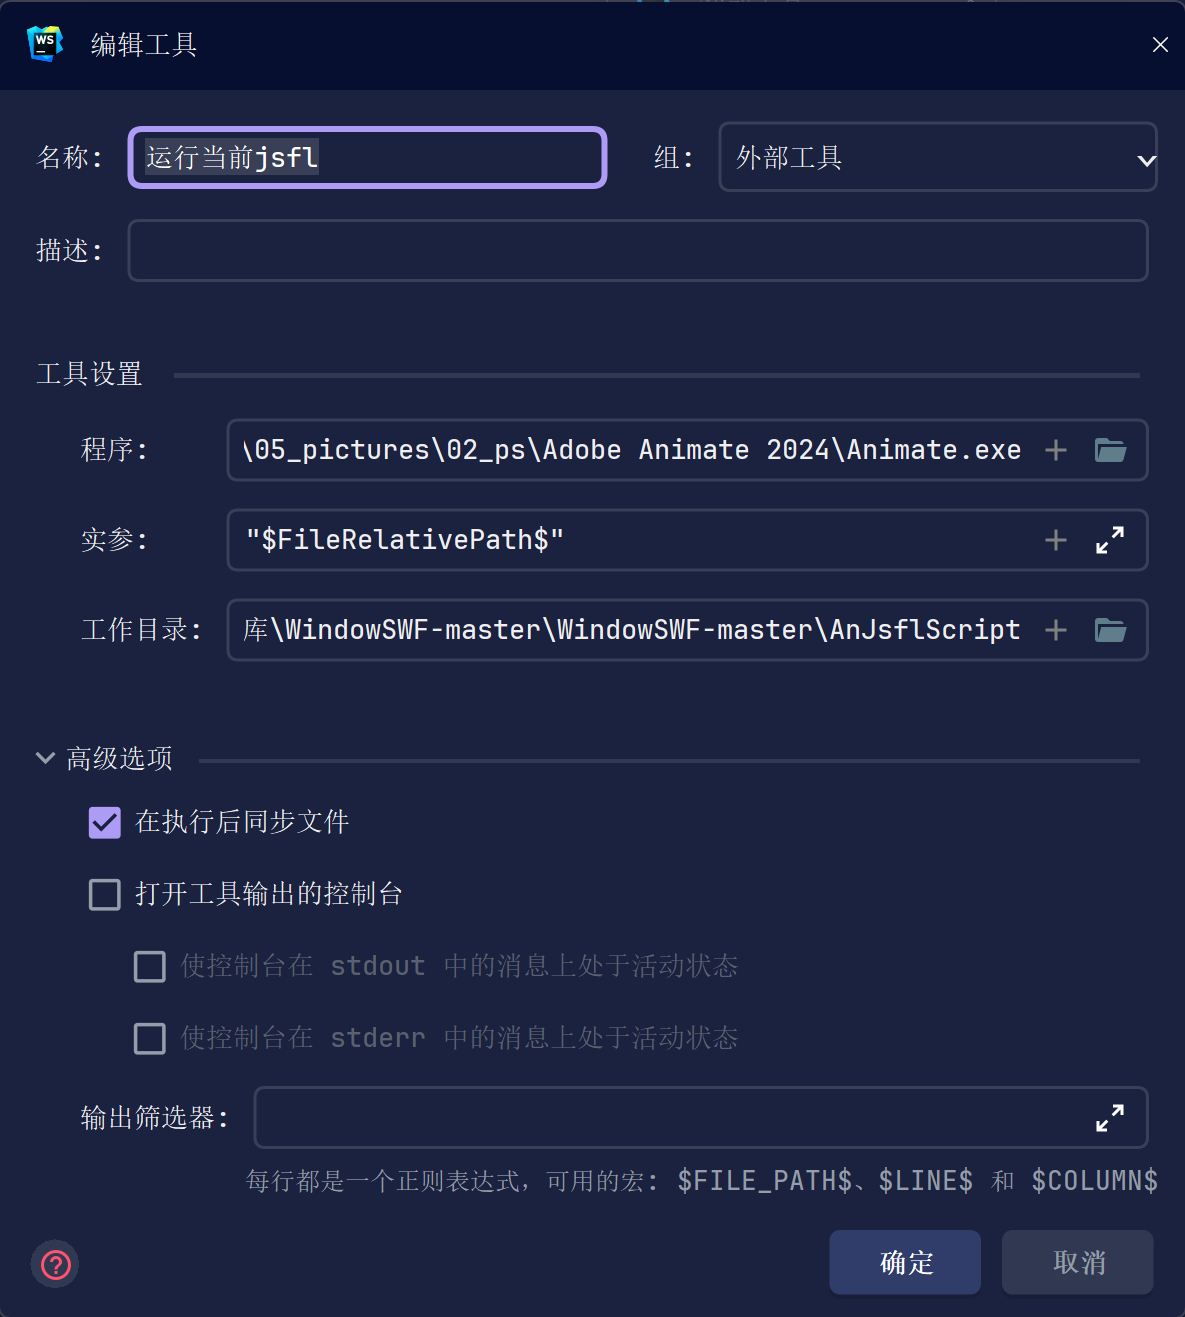 WS 编辑工具
名称: 运行当前jsfl 组: 外部工具
描述:
工具设置
程序: \05_pictures\02_ps\Adobe Animate 2024\Animate.exe
实参: "$FileRelativePath$"
工作目录: 库\WindowSWF-master\WindowSWF-master\AnJsflScript
高级选项
在执行后同步文件
打开工具输出的控制台
使控制台在 stdout 中的消息上处于活动状态
使控制台在 stderr 中的消息上处于活动状态
输出筛选器:
每行都是一个正则表达式，可用的宏: $FILE_PATH$、$LINE$ 和 $COLUMN$
确定 取消